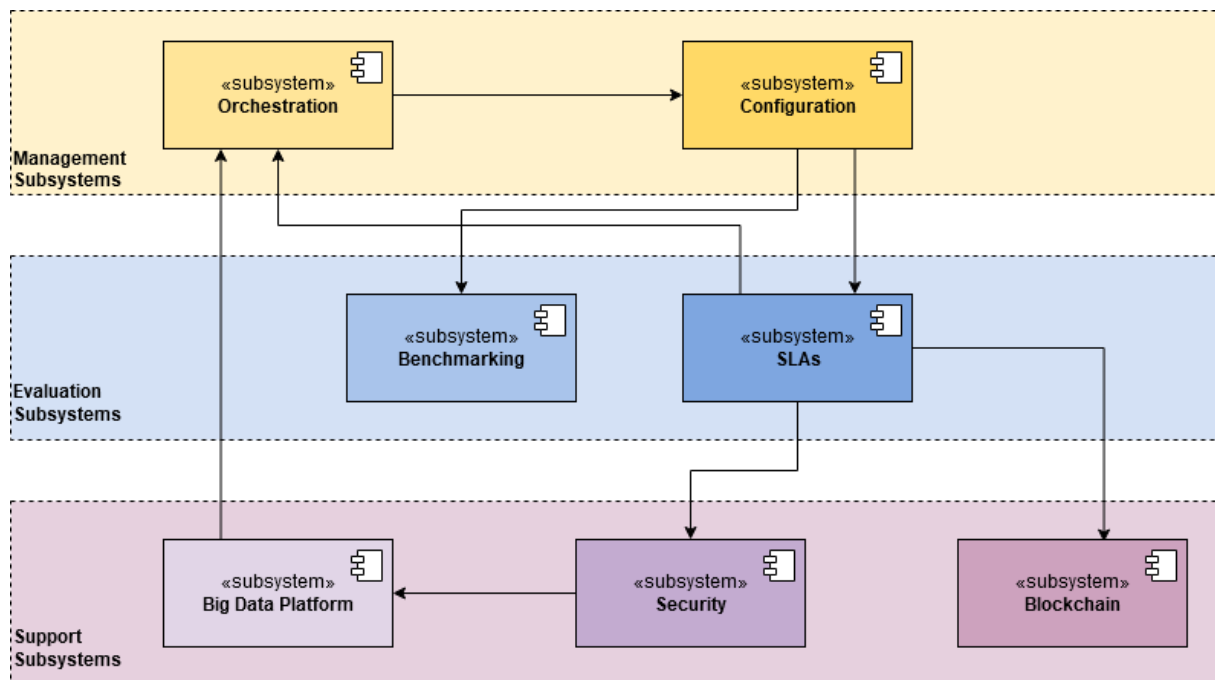 «subsystem»
Orchestration
«subsystem»
Configuration
Management
Subsystems
«subsystem»
Benchmarking
«subsystem»
SLAs
Evaluation
Subsystems
«subsystem»
Big Data Platform
«subsystem»
Security
«subsystem»
Blockchain
Support
Subsystems